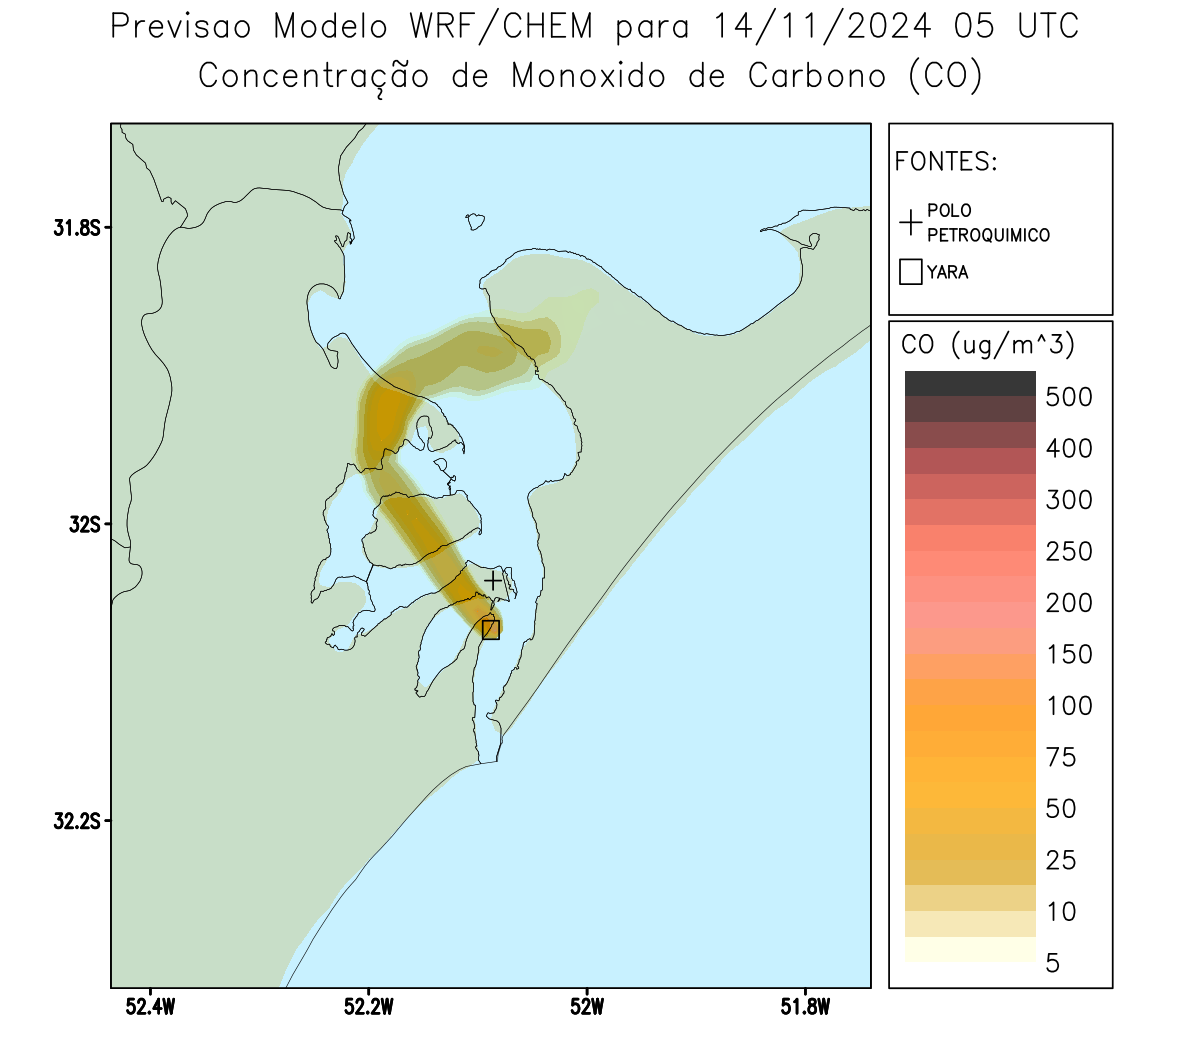 Previsao Modelo WRF/CHEM para 14/11/2024 05 UTC
Concentração de Monoxido de Carbono (CO)
FONTES:
POLO
PETROQUIMICO
YARA
31.8S
32S
32.2S
52.4W
52.2W
52W
51.8W
CO (ug/m^3)
500
400
300
250
200
150
100
75
50
25
10
5